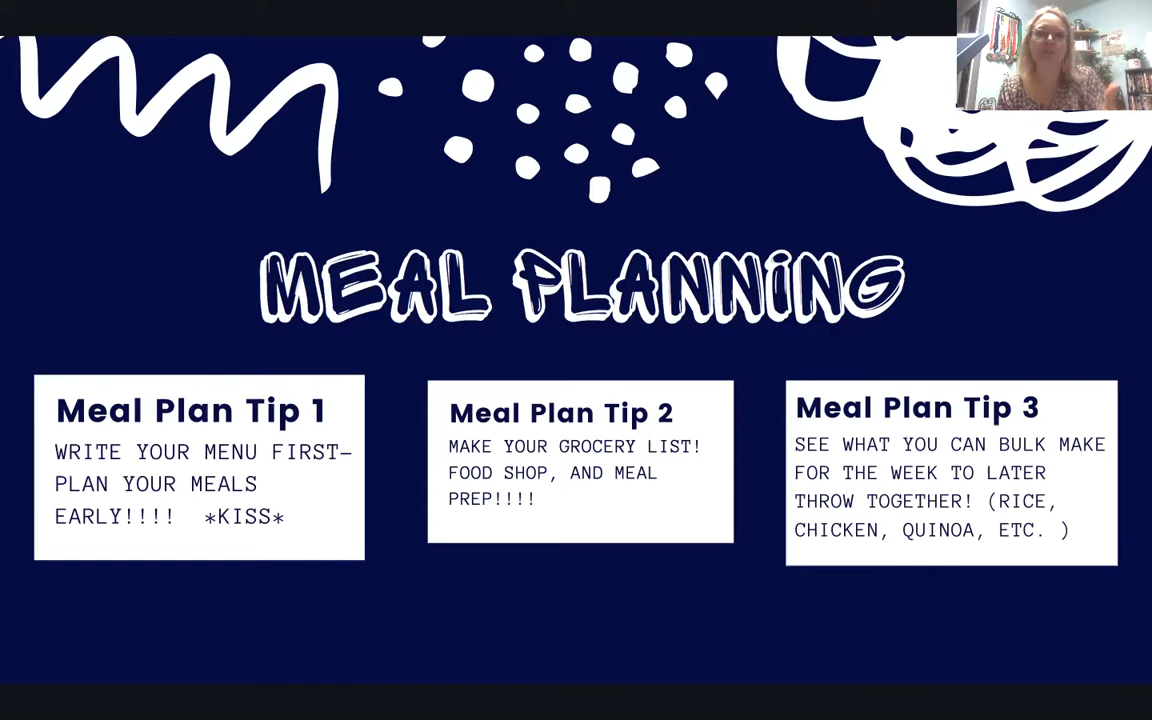 MEAL PLANNING
Meal Plan Tip 1
WRITE YOUR MENU FIRST-
PLAN YOUR MEALS
EARLY!!!! *KISS*
Meal Plan Tip 2
MAKE YOUR GROCERY LIST!
FOOD SHOP, AND MEAL
PREP!!!!
Meal Plan Tip 3
SEE WHAT YOU CAN BULK MAKE
FOR THE WEEK TO LATER
THROW TOGETHER! (RICE,
CHICKEN, QUINOA, ETC. )